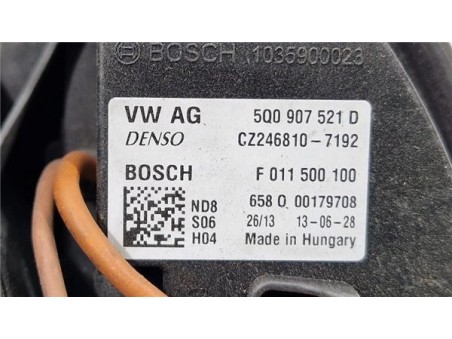 BOSCH 1035900023
VW AG 5Q0 907 521 D
DENSO CZ246810-7192
BOSCH F 011 500 100
ND8 658 0 00179708
S06 26/13 13-06-28
H04 Made in Hungary